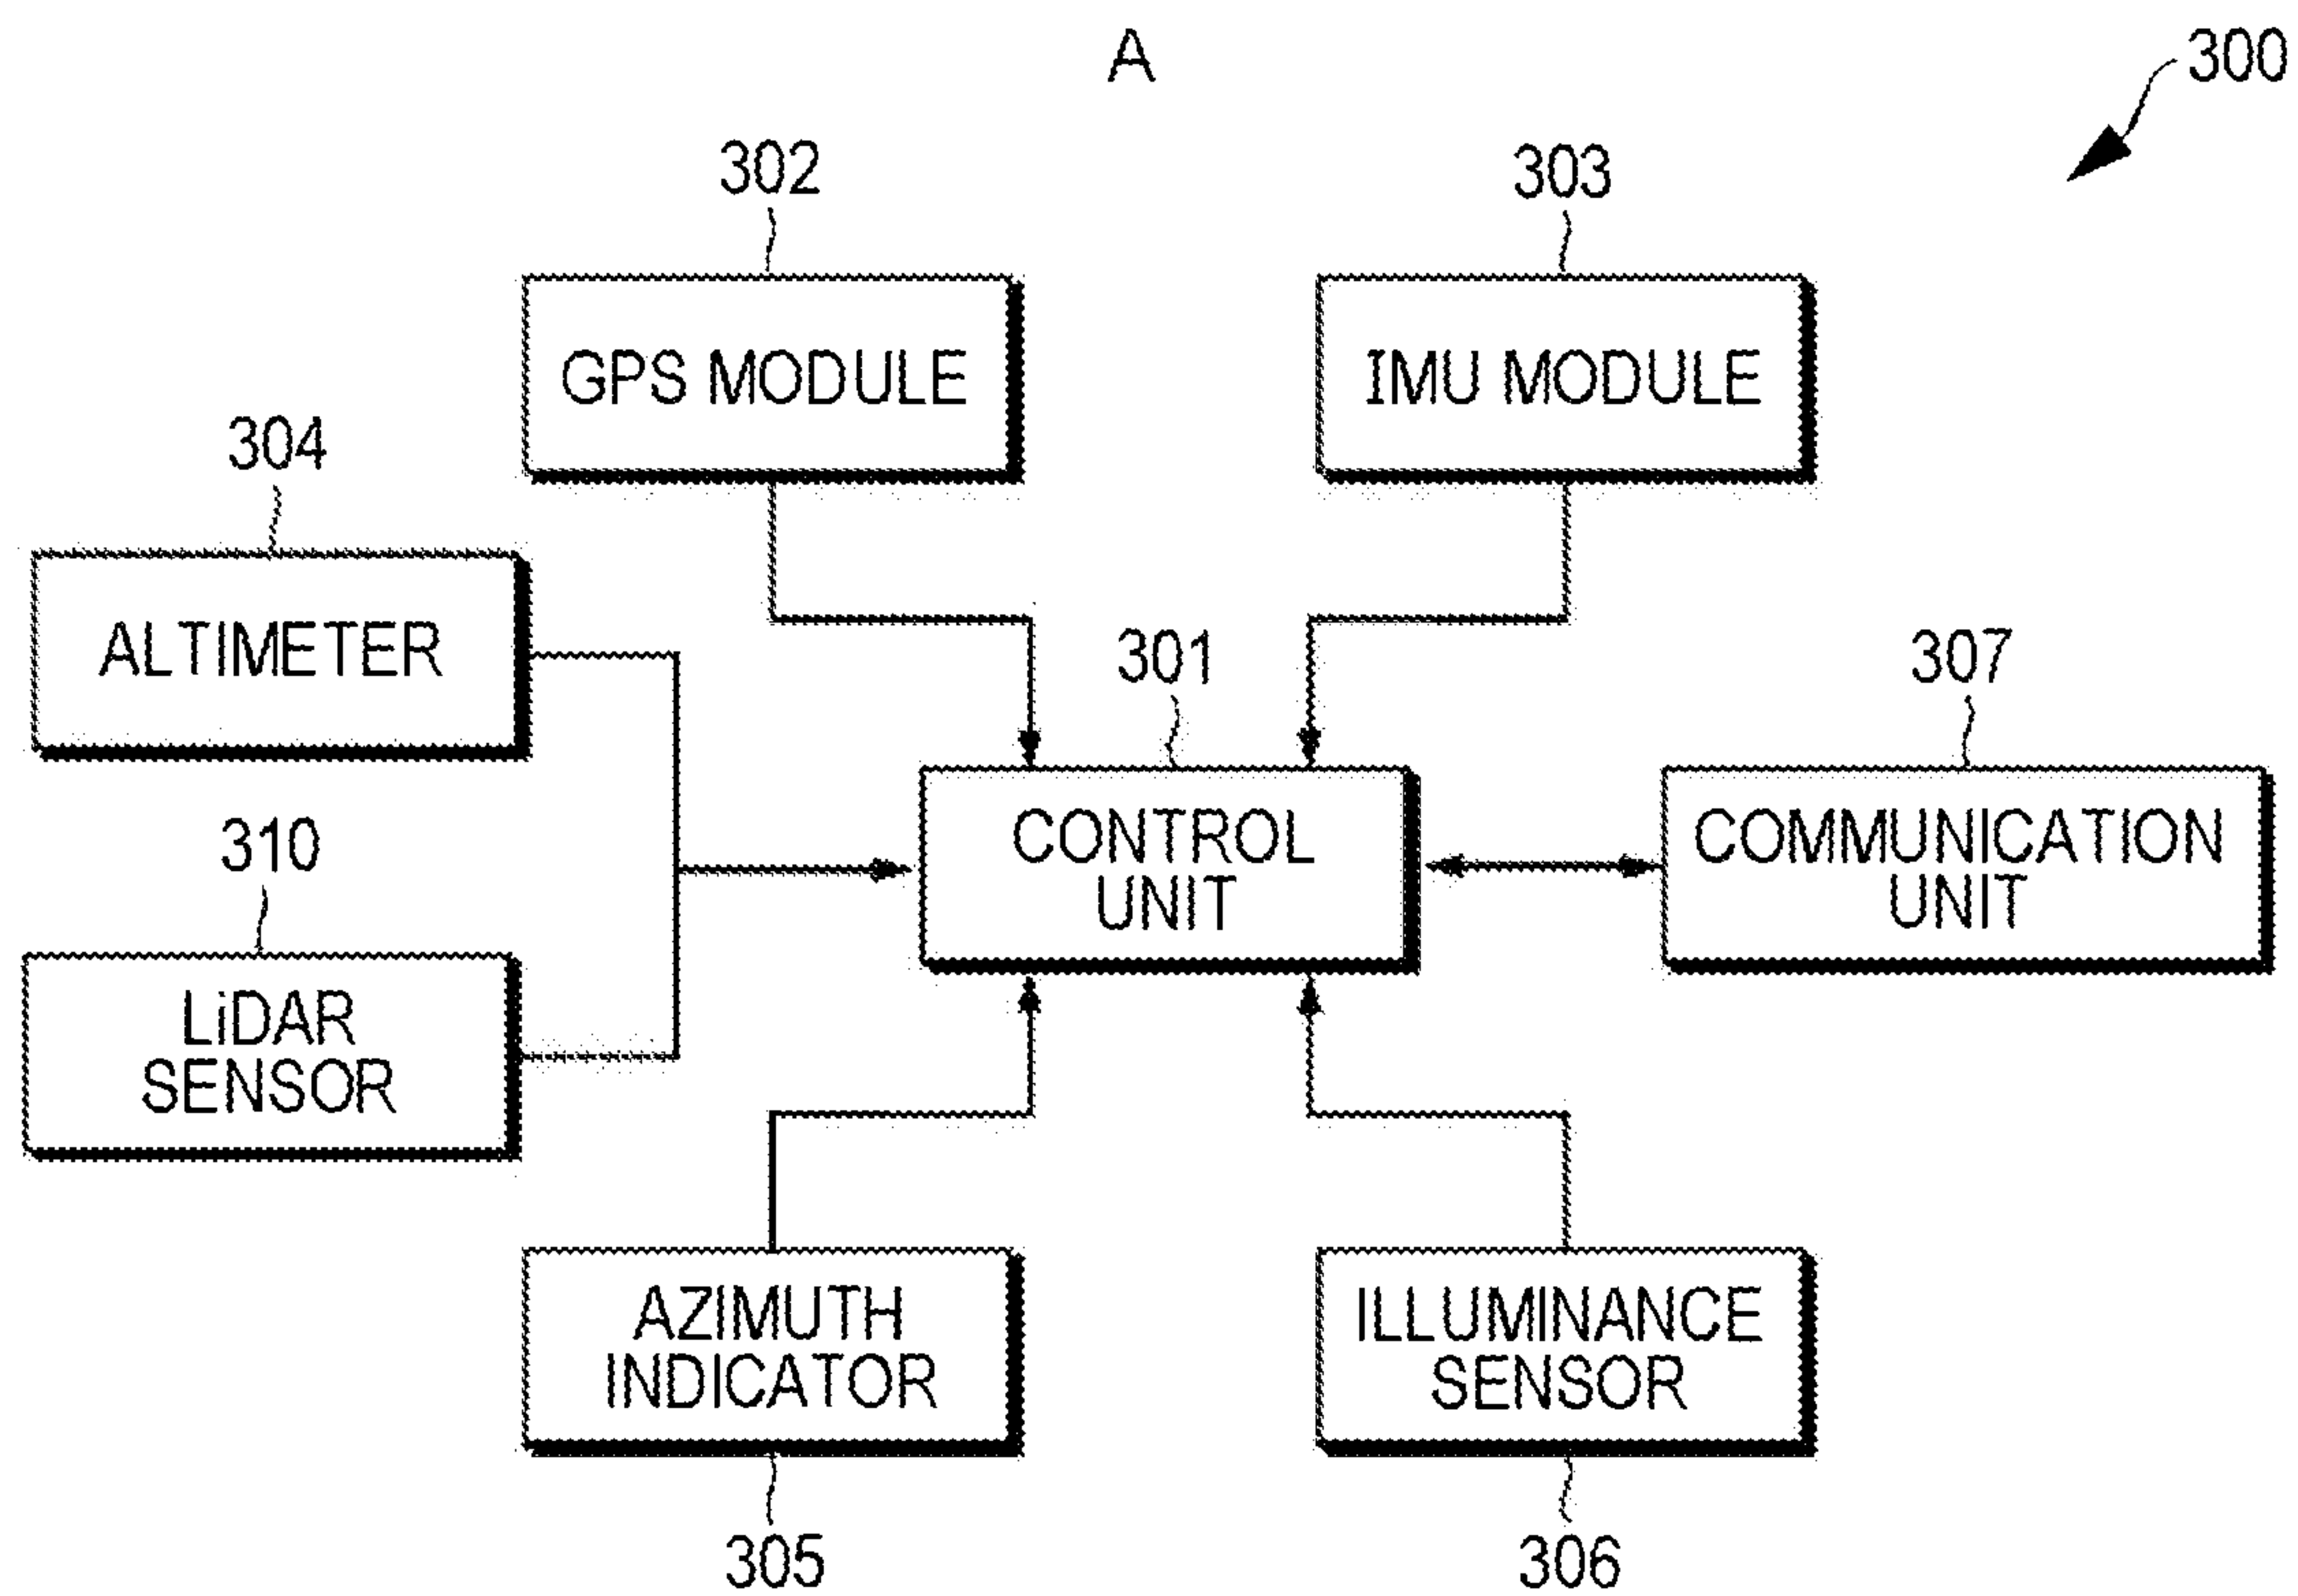 A
300
302
303
GPS MODULE
IMU MODULE
304
ALTIMETER
301
307
CONTROL
UNIT
COMMUNICATION
UNIT
310
LiDAR
SENSOR
AZIMUTH
INDICATOR
ILLUMINANCE
SENSOR
305
306